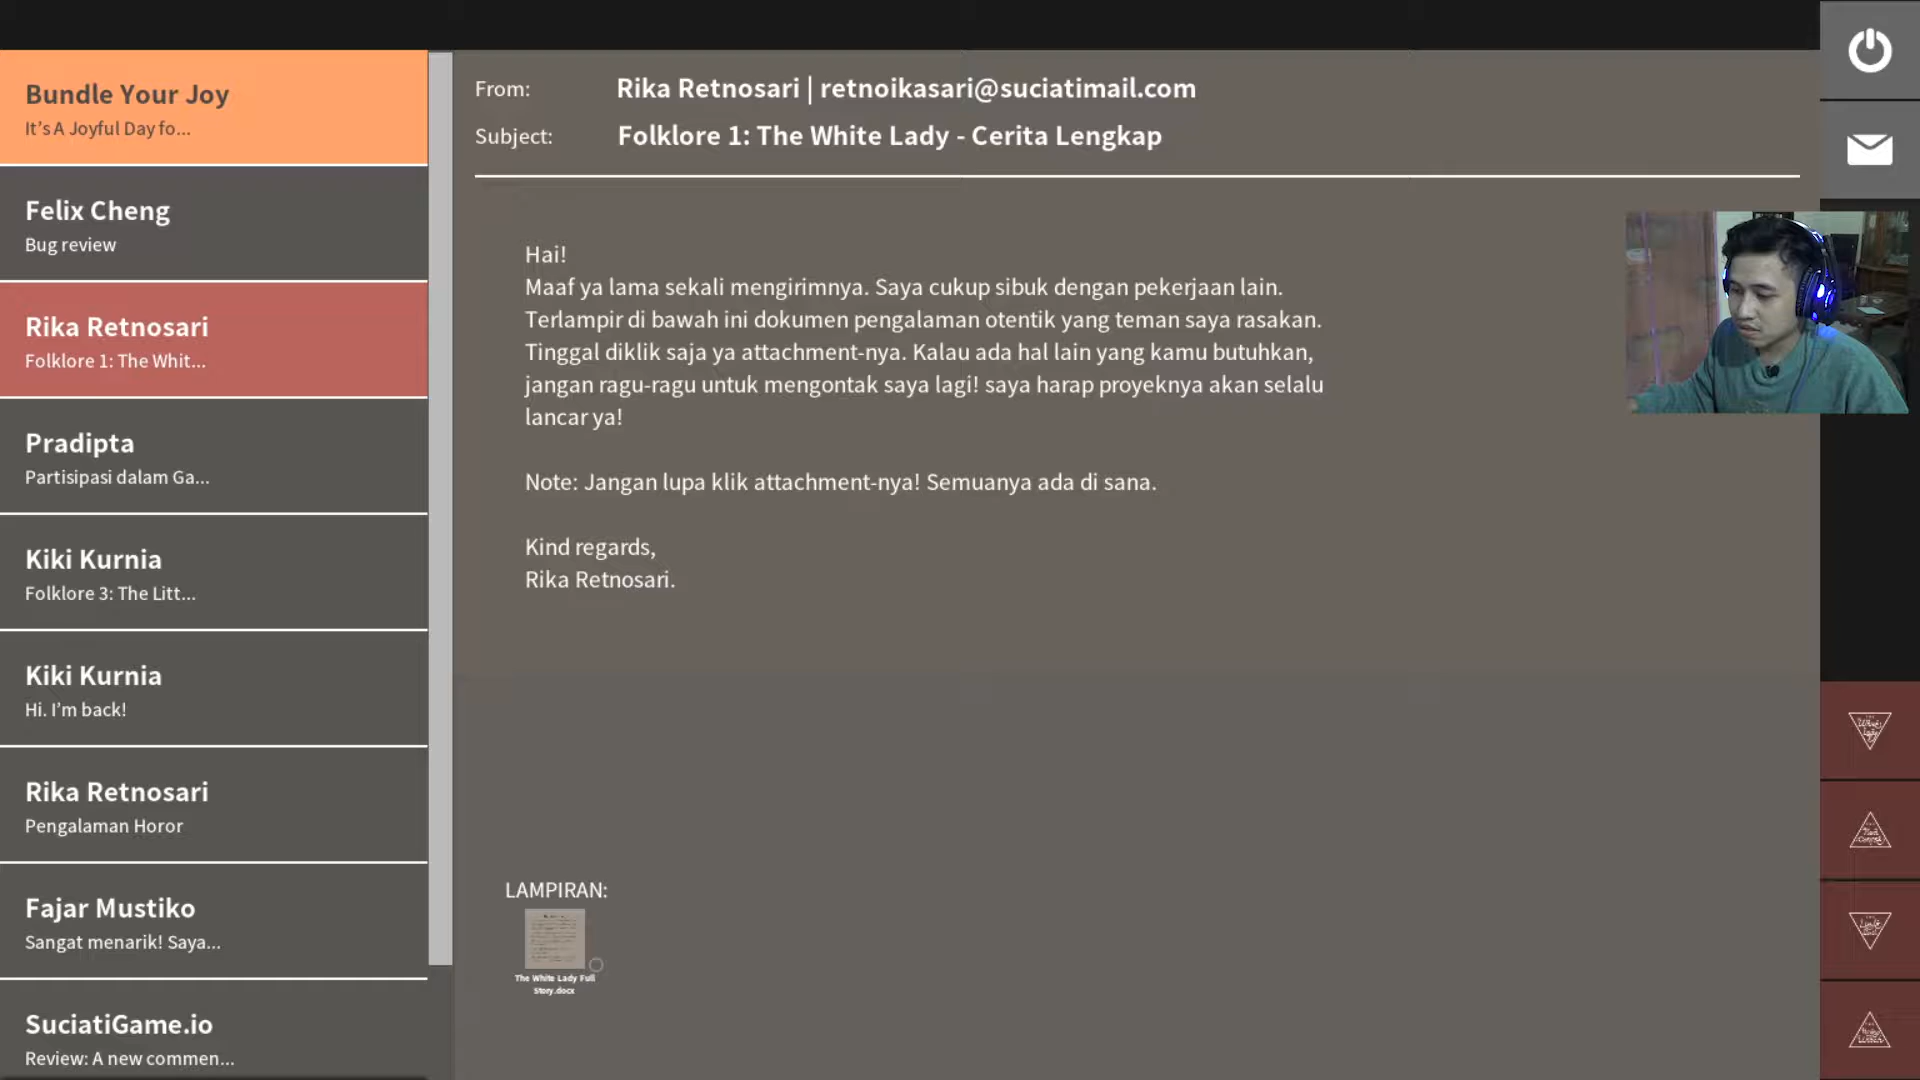 Bundle Your Joy
It's A Joyful Day fo...
Felix Cheng
Bug review
Rika Retnosari
Folklore 1: The Whit...
Pradipta
Partisipasi dalam Ga...
Kiki Kurnia
Folklore 3: The Litt...
Kiki Kurnia
Hi. I'm back!
Rika Retnosari
Pengalaman Horor
Fajar Mustiko
Sangat menarik! Saya...
SuciatiGame.io
Review: A new commen...
From: Rika Retnosari | retnoikasari@suciatimail.com
Subject: Folklore 1: The White Lady - Cerita Lengkap
Hai!
Maaf ya lama sekali mengirimnya. Saya cukup sibuk dengan pekerjaan lain.
Terlampir di bawah ini dokumen pengalaman otentik yang teman saya rasakan.
Tinggal diklik saja ya attachment-nya. Kalau ada hal lain yang kamu butuhkan,
jangan ragu-ragu untuk mengontak saya lagi! saya harap proyeknya akan selalu
lancar ya!
Note: Jangan lupa klik attachment-nya! Semuanya ada di sana.
Kind regards,
Rika Retnosari.
LAMPIRAN:
The White Lady Full
Story.docx